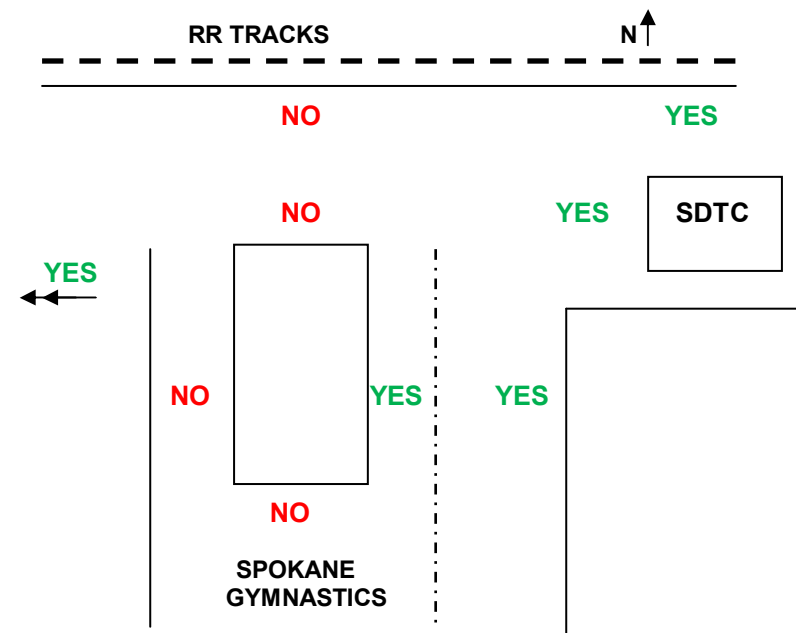 RR TRACKS N
NO YES
NO YES SDTC
YES
NO YES YES
NO
SPOKANE
GYMNASTICS